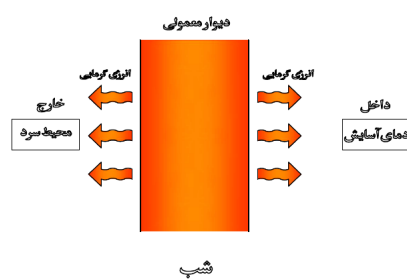 دیوار معمولی
انرژی گرمایی
انرژی گرمایی
داخل
خارج
دمای آسایش
محیط سرد
شب